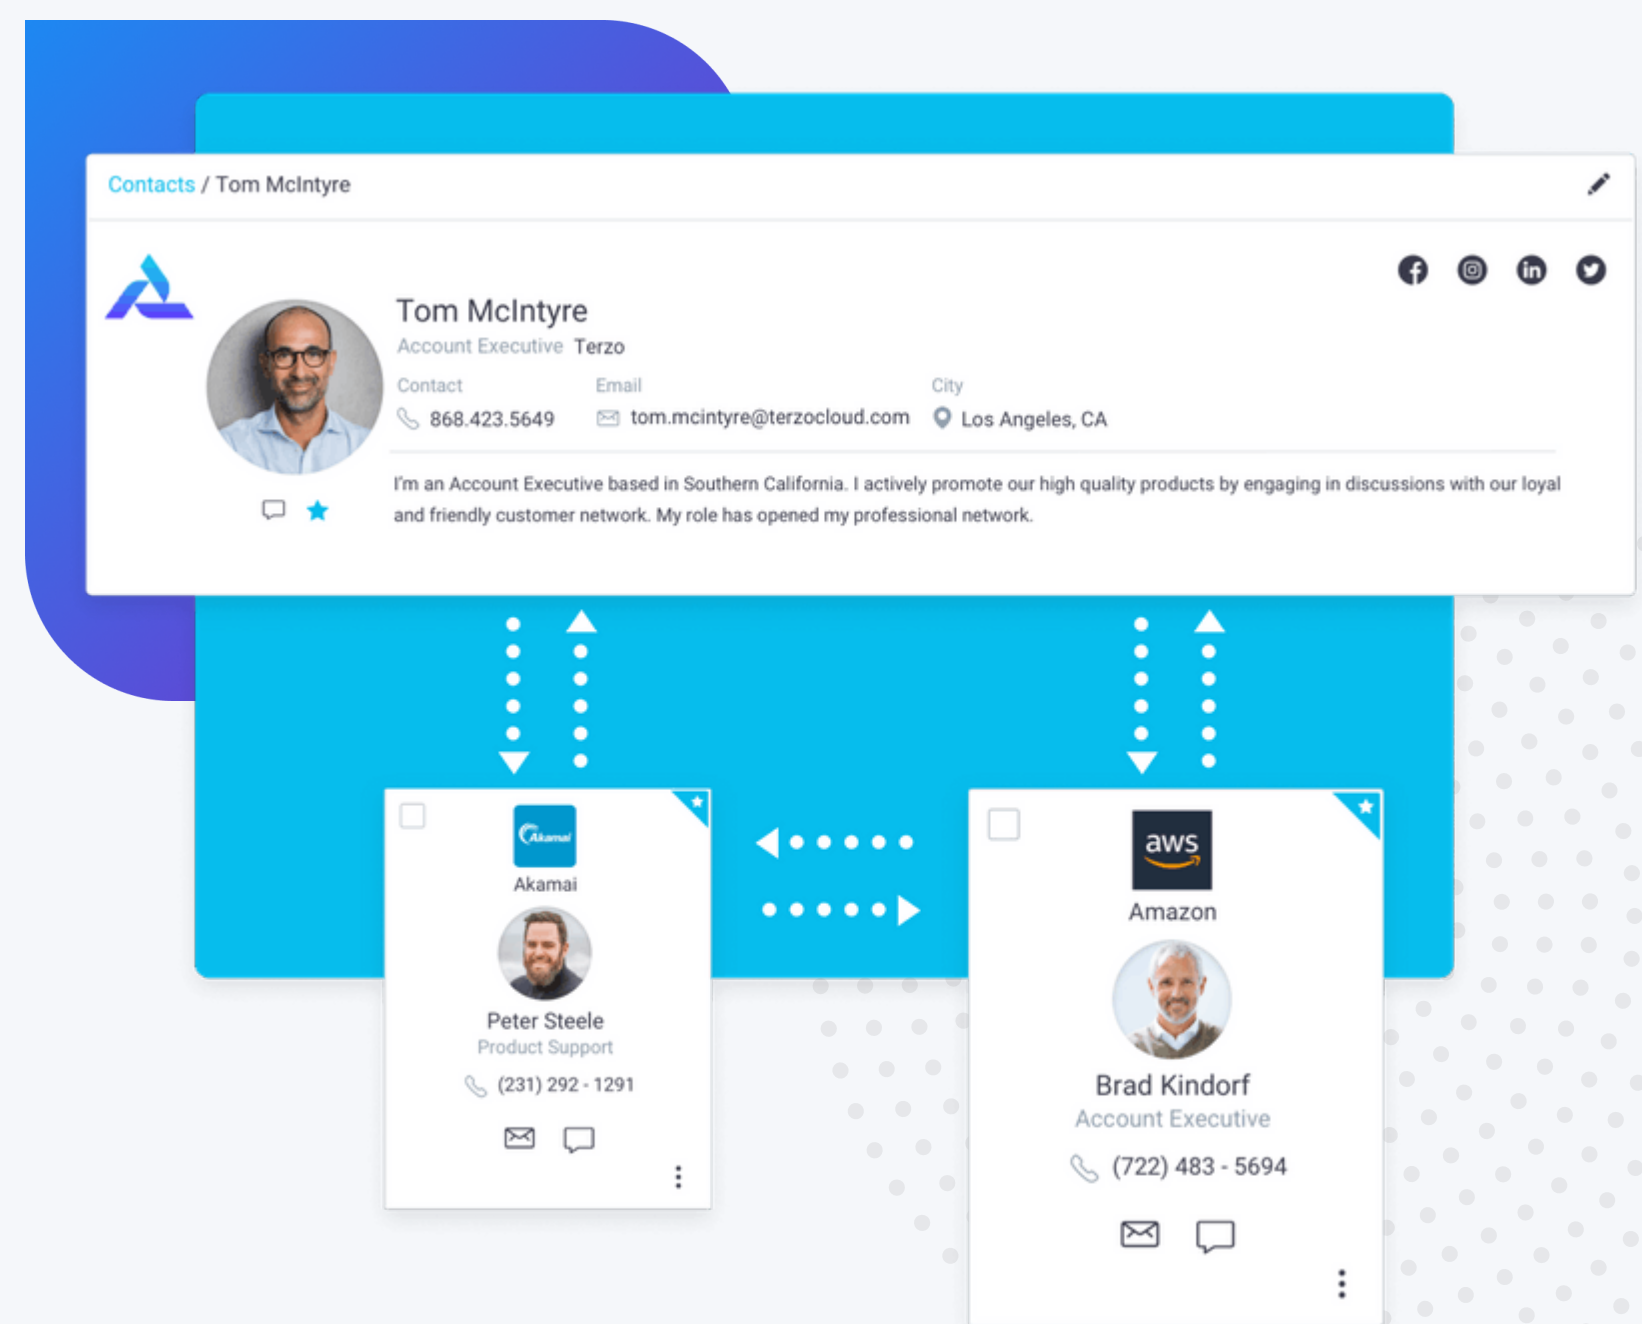 Contacts / Tom McIntyre
Tom McIntyre
Account Executive Terzo
Contact Email City
868.423.5649 tom.mcintyre@terzocloud.com Los Angeles, CA
I'm an Account Executive based in Southern California. I actively promote our high quality products by engaging in discussions with our loyal
and friendly customer network. My role has opened my professional network.
Akamai
Akamai
Peter Steele
Product Support
(231) 292 - 1291
aws
Amazon
Brad Kindorf
Account Executive
(722) 483 - 5694